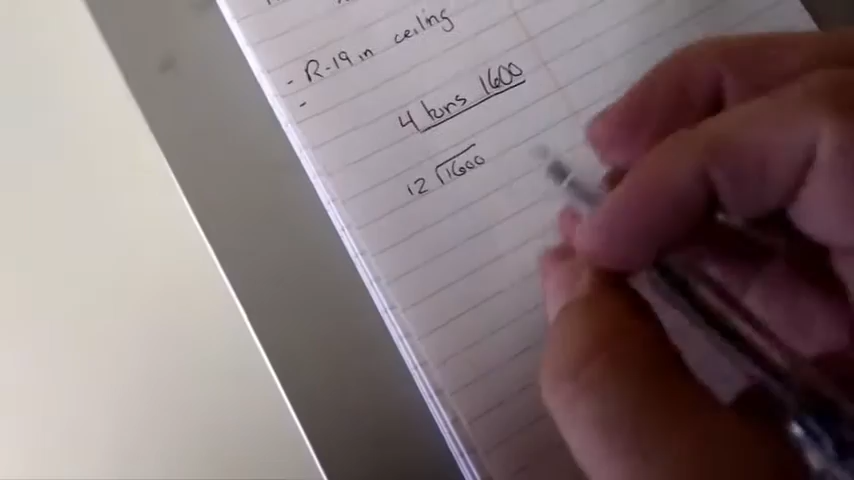 - R-19 in ceiling
-
4 tons 1600
12 √1600